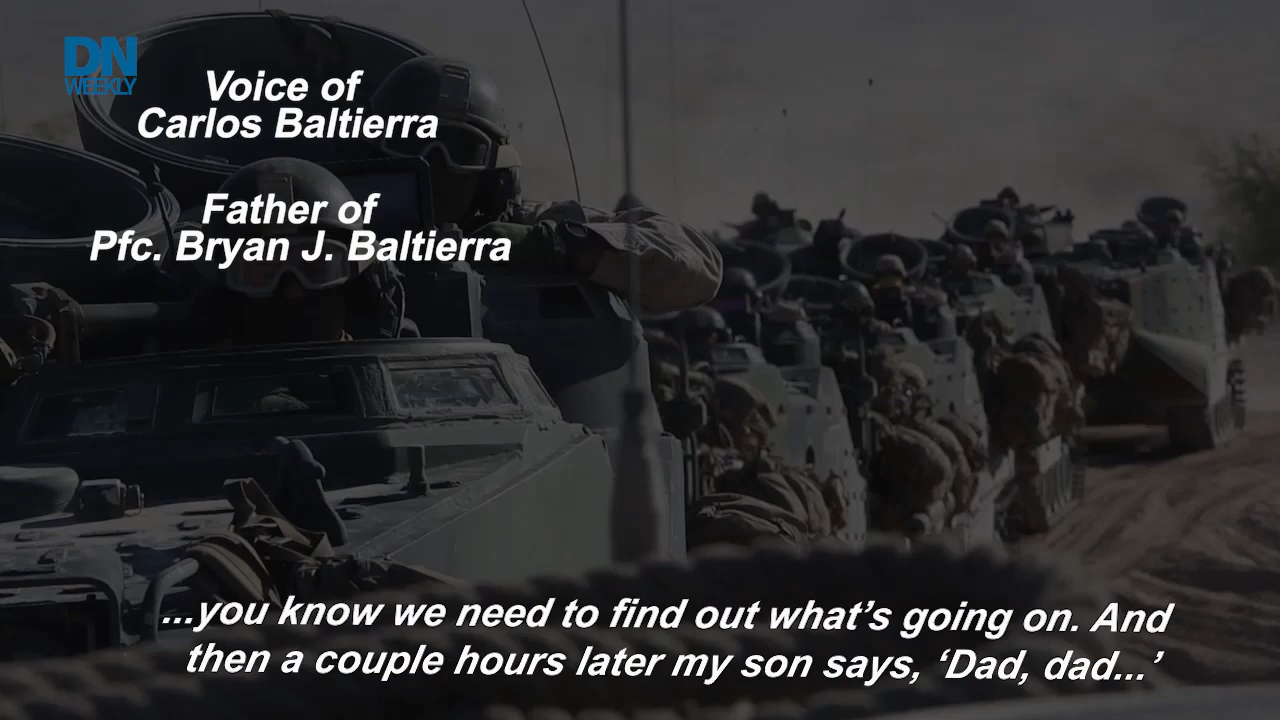 DN
WEEKLY
Voice of
Carlos Baltierra
Father of
Pfc. Bryan J. Baltierra
...you know we need to find out what’s going on. And
then a couple hours later my son says, ‘Dad, dad...’